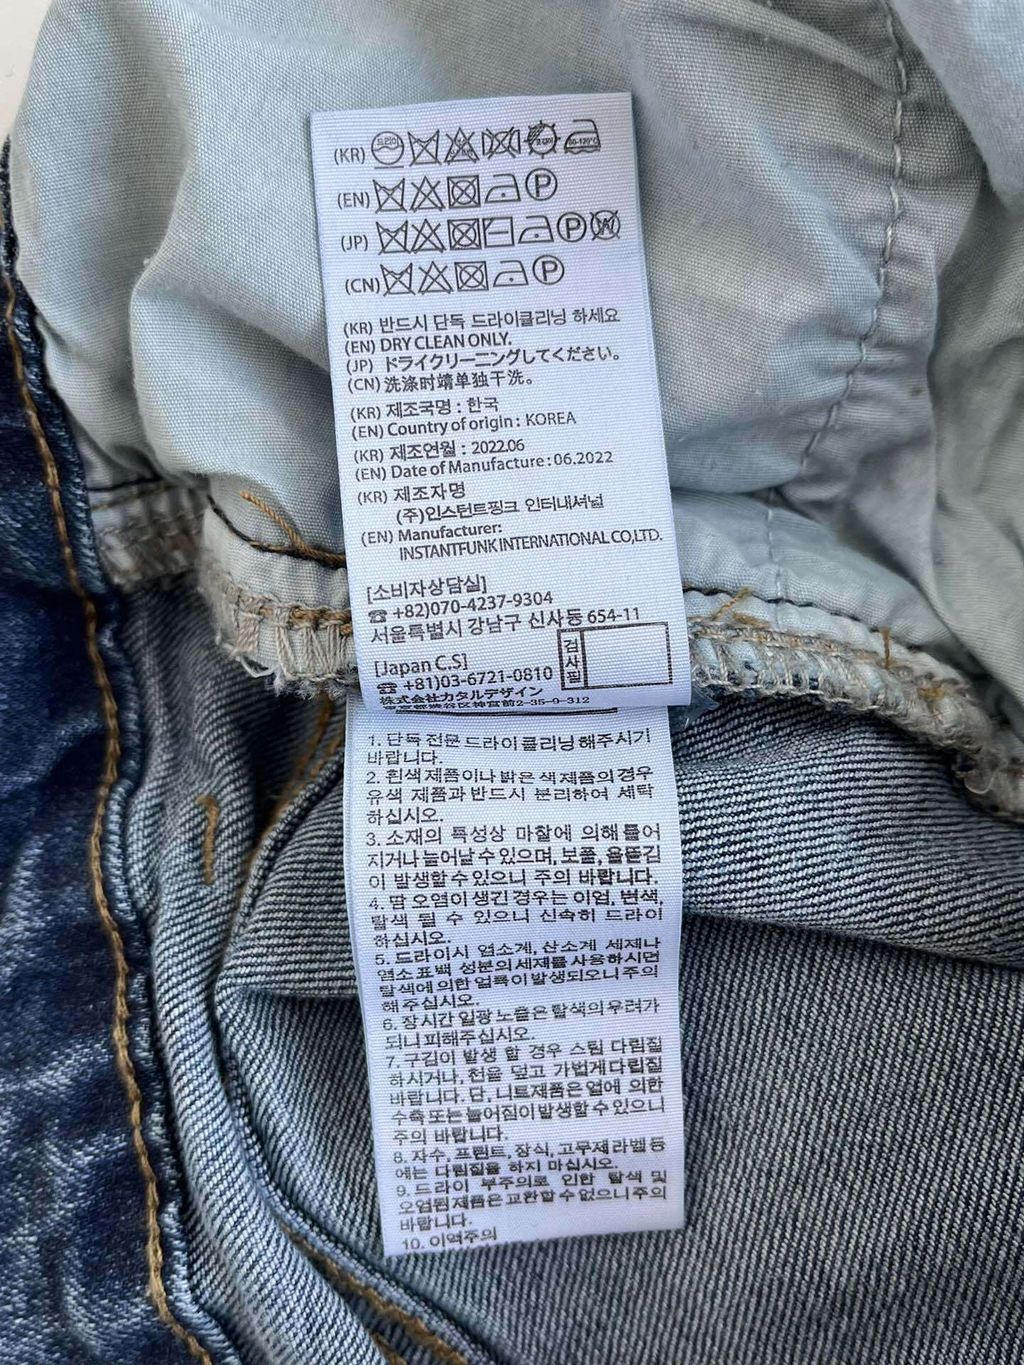 (KR) 드라이 80-120℃
(EN) P
(JP) P W
(CN) P
(KR) 반드시 단독 드라이클리닝 하세요
(EN) DRY CLEAN ONLY.
(JP) ドライクリーニングしてください。
(CN) 洗涤时靖单独干洗。
(KR) 제조국명 : 한국
(EN) Country of origin : KOREA
(KR) 제조연월 : 2022.06
(EN) Date of Manufacture : 06.2022
(KR) 제조자명
(주)인스턴트펑크 인터내셔널
(EN) Manufacturer:
INSTANTFUNK INTERNATIONAL CO,LTD.
[소비자상담실]
☎ +82)070-4237-9304
서울특별시 강남구 신사동 654-11
검사필
[Japan C.S]
☎ +81)03-6721-0810
株式会社カタルデザイン
東京都渋谷区神宮前2-35-9-312
1. 단독 전문 드라이 클리닝 해주시기
바랍니다.
2. 흰색 제품이나 밝은 색 제품의 경우
유색 제품과 반드시 분리하여 세탁
하십시오.
3. 소재의 특성상 마찰에 의해 틀어
지거나 늘어날 수 있으며, 보풀, 올뜯김
이 발생할 수 있으니 주의 바랍니다.
4. 땀 오염이 생긴 경우는 이염, 변색,
탈색 될 수 있으니 신속히 드라이
하십시오.
5. 드라이시 염소계, 산소계 세제나
염소표백 성분의 세제를 사용하시면
탈색에 의한 얼룩이 발생되오니 주의
해 주십시오.
6. 장시간 일광 노출은 탈색의 우려가
되니 피해주십시오.
7. 구김이 발생 할 경우 스팀 다림질
하시거나, 천을 덮고 가볍게 다림질
바랍니다. 단, 니트제품은 열에 의한
수축 또는 늘어짐이 발생할 수 있으니
주의 바랍니다.
8. 자수, 프린트, 장식, 고무제 라벨 등
에는 다림질을 하지 마십시오.
9. 드라이 부주의로 인한 탈색 및
오염된 제품은 교환할 수 없으니 주의
바랍니다.
10. 이염주의